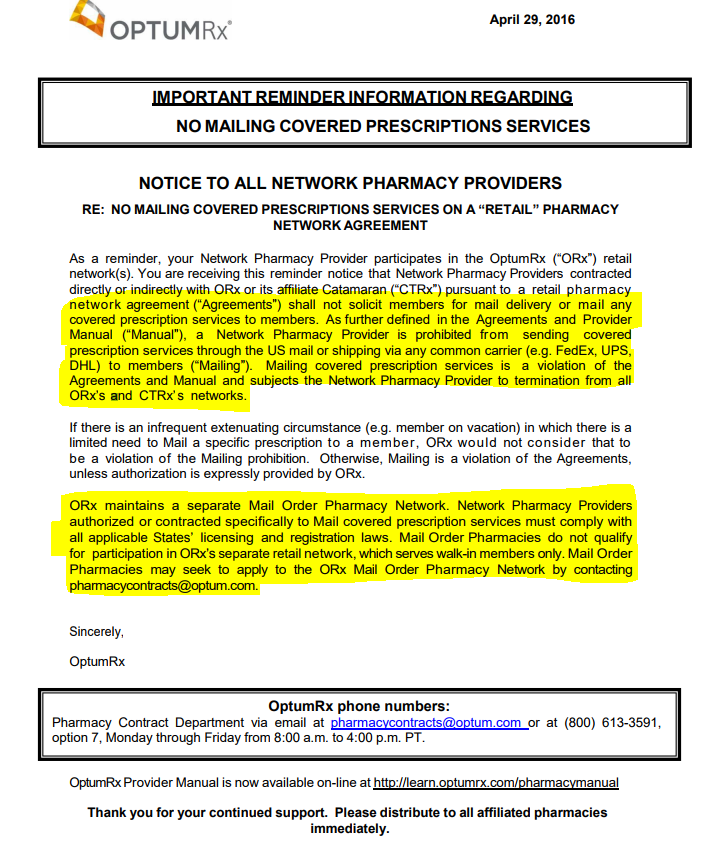 OPTUMRx®
April 29, 2016
IMPORTANT REMINDER INFORMATION REGARDING
NO MAILING COVERED PRESCRIPTIONS SERVICES
NOTICE TO ALL NETWORK PHARMACY PROVIDERS
RE: NO MAILING COVERED PRESCRIPTIONS SERVICES ON A “RETAIL” PHARMACY
NETWORK AGREEMENT
As a reminder, your Network Pharmacy Provider participates in the OptumRx (“ORx”) retail
network(s). You are receiving this reminder notice that Network Pharmacy Providers contracted
directly or indirectly with ORx or its affiliate Catamaran (“CTRx”) pursuant to a retail pharmacy
network agreement (“Agreements”) shall not solicit members for mail delivery or mail any
covered prescription services to members. As further defined in the Agreements and Provider
Manual (“Manual”), a Network Pharmacy Provider is prohibited from sending covered
prescription services through the US mail or shipping via any common carrier (e.g. FedEx, UPS,
DHL) to members (“Mailing”). Mailing covered prescription services is a violation of the
Agreements and Manual and subjects the Network Pharmacy Provider to termination from all
ORx’s and CTRx’s networks.
If there is an infrequent extenuating circumstance (e.g. member on vacation) in which there is a
limited need to Mail a specific prescription to a member, ORx would not consider that to
be a violation of the Mailing prohibition. Otherwise, Mailing is a violation of the Agreements,
unless authorization is expressly provided by ORx.
ORx maintains a separate Mail Order Pharmacy Network. Network Pharmacy Providers
authorized or contracted specifically to Mail covered prescription services must comply with
all applicable States’ licensing and registration laws. Mail Order Pharmacies do not qualify
for participation in ORx’s separate retail network, which serves walk-in members only. Mail Order
Pharmacies may seek to apply to the ORx Mail Order Pharmacy Network by contacting
pharmacycontracts@optum.com.
Sincerely,
OptumRx
OptumRx phone numbers:
Pharmacy Contract Department via email at pharmacycontracts@optum.com or at (800) 613-3591,
option 7, Monday through Friday from 8:00 a.m. to 4:00 p.m. PT.
OptumRx Provider Manual is now available on-line at http://learn.optumrx.com/pharmacymanual
Thank you for your continued support. Please distribute to all affiliated pharmacies
immediately.